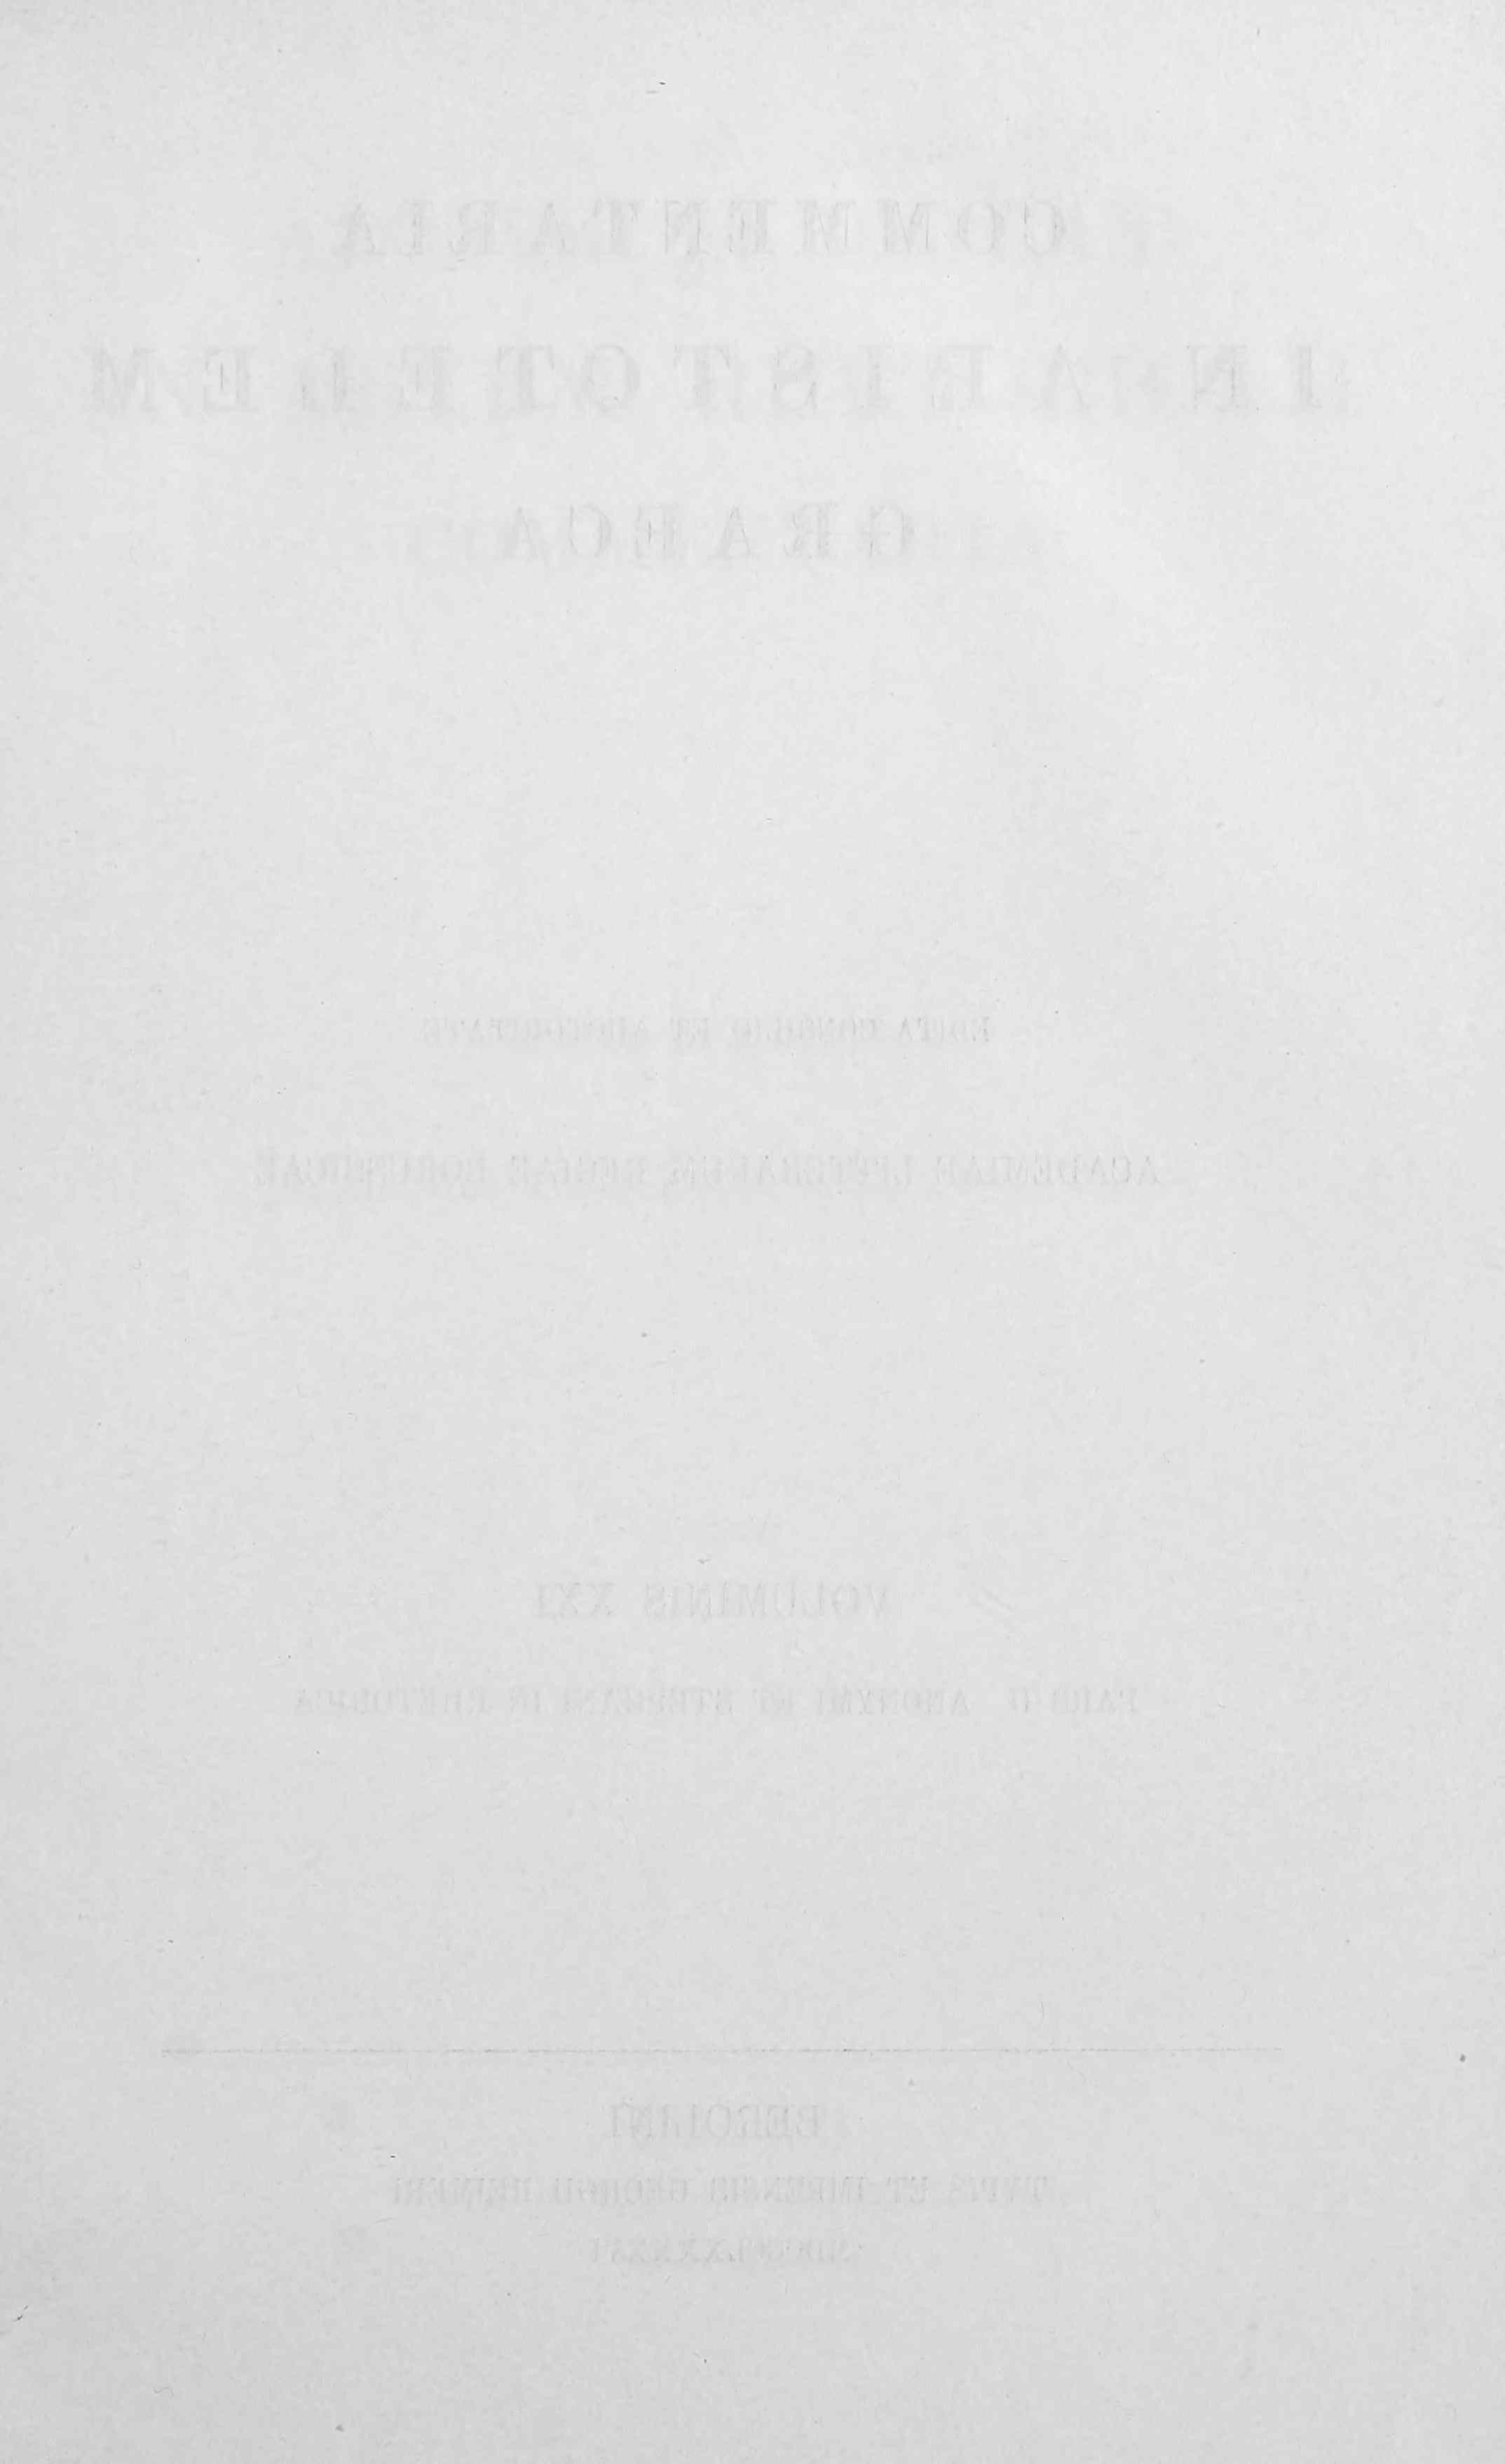 COMMENTARIA
IN ARISTOTELEM
GRAECA
EDITA CONSILIO ET AUCTORITATE
ACADEMIAE LITTERARUM REGIAE BORUSSICAE
VOLUMINIS XXI
PARS II ANONYMI ET STEPHANI IN RHETORICA
BEROLINI
TYPIS ET IMPENSIS GEORGII REIMERI